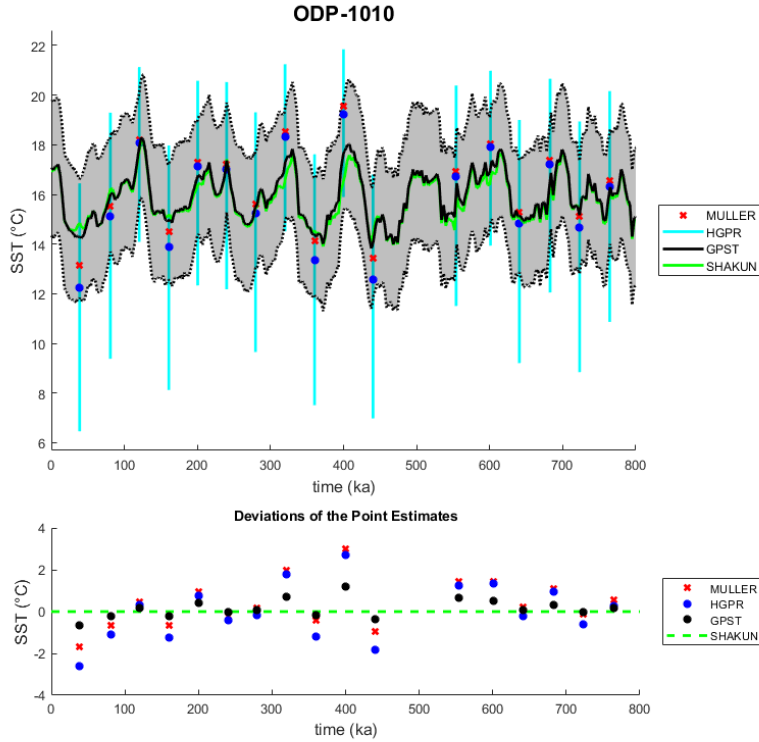 ODP-1010
22
20
18
16
14
12
10
8
6
SST (°C)
0 100 200 300 400 500 600 700 800
time (ka)
MULLER
HGPR
GPST
SHAKUN
Deviations of the Point Estimates
4
2
0
-2
-4
SST (°C)
0 100 200 300 400 500 600 700 800
time (ka)
MULLER
HGPR
GPST
SHAKUN